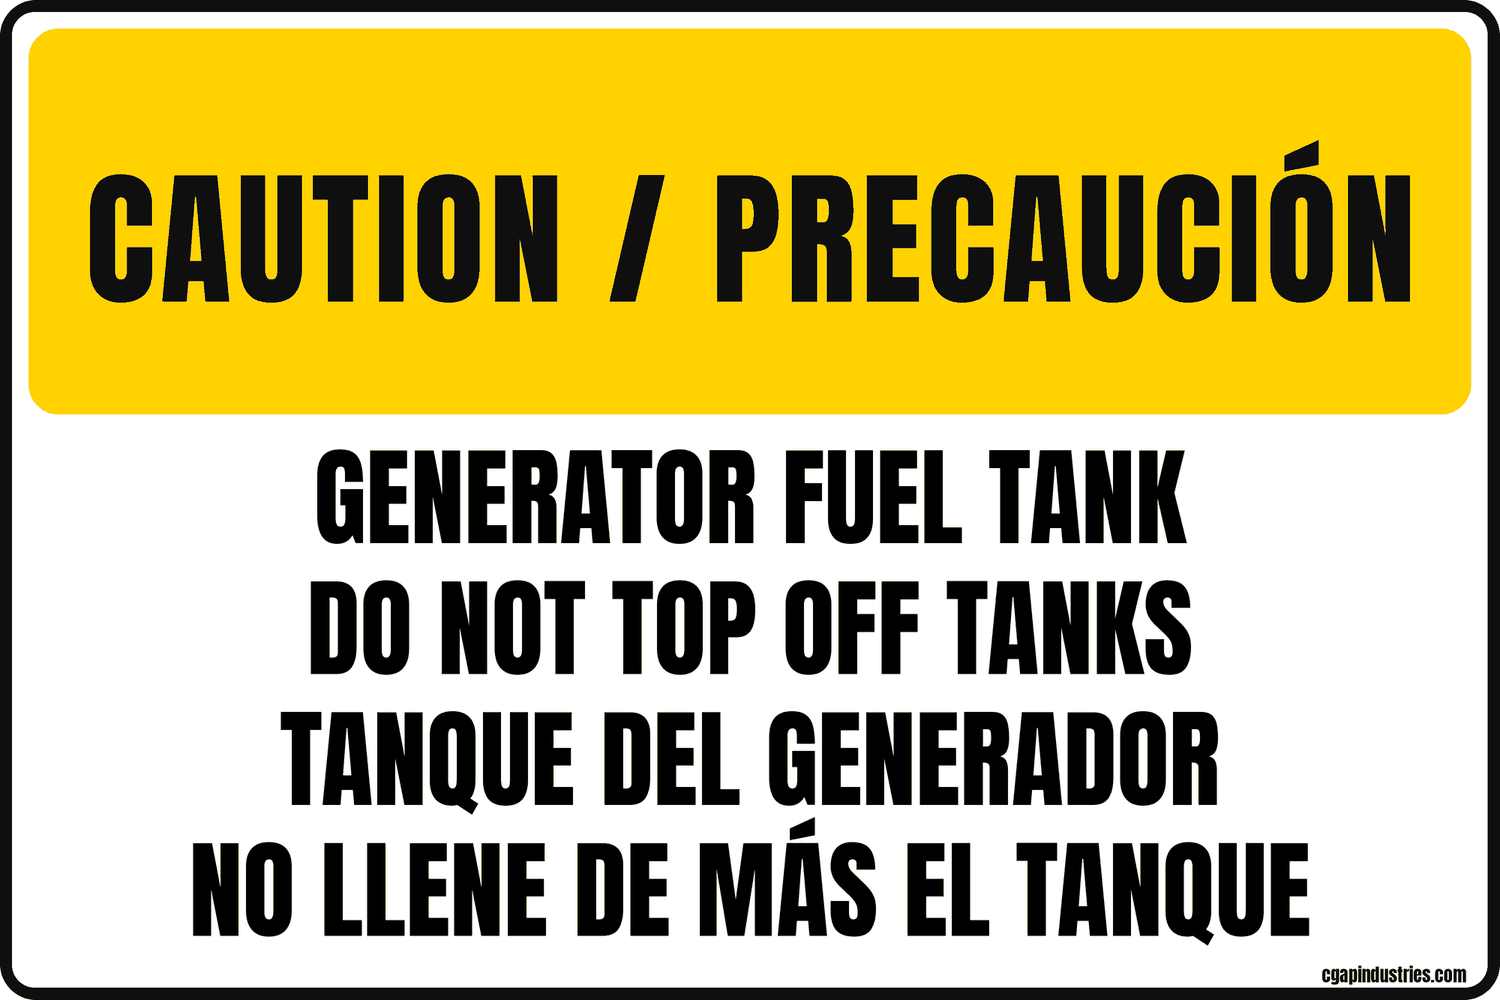 CAUTION / PRECAUCIÓN
GENERATOR FUEL TANK
DO NOT TOP OFF TANKS
TANQUE DEL GENERADOR
NO LLENE DE MÁS EL TANQUE
cgapindustries.com